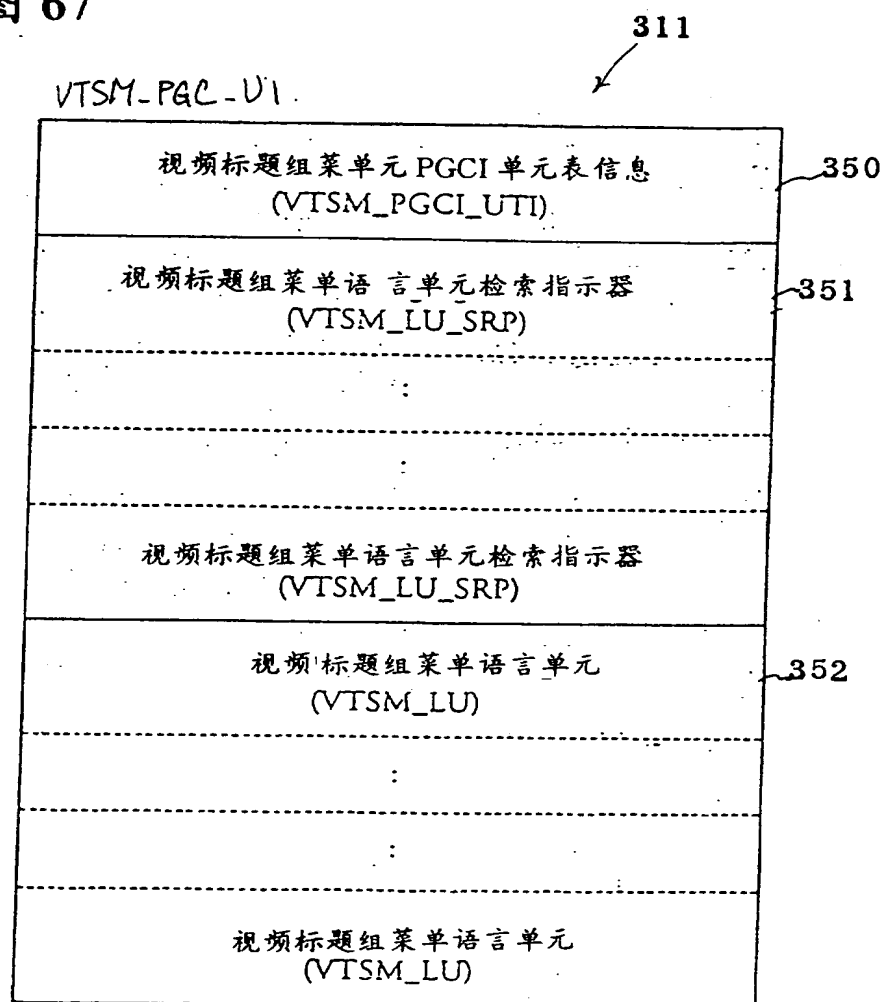 图 67
311
VTSM-PGC-UI.
视频标题组菜单元 PGCI 单元表信息
(VTSM_PGCI_UTI)
350
视频标题组菜单语 言单元检索指示器
(VTSM_LU_SRP)
351
:
:
视频标题组菜单语言单元检索指示器
(VTSM_LU_SRP)
视频标题组菜单语言单元
(VTSM_LU)
352
:
:
视频标题组菜单语言单元
(VTSM_LU)